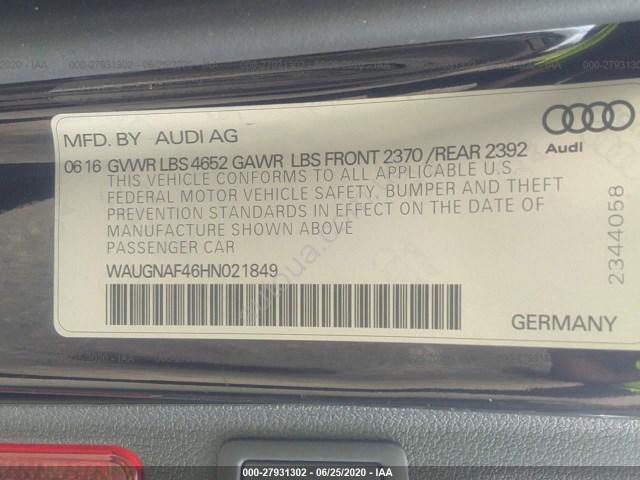 000-27931302 - 06/25/2020 - IAA
MFD. BY AUDI AG
Audi
06 16 GVWR LBS 4652 GAWR LBS FRONT 2370 / REAR 2392
THIS VEHICLE CONFORMS TO ALL APPLICABLE U.S
FEDERAL MOTOR VEHICLE SAFETY, BUMPER AND THEFT
PREVENTION STANDARDS IN EFFECT ON THE DATE OF
MANUFACTURE SHOWN ABOVE
PASSENGER CAR
WAUGNAF46HN021849
2344058
GERMANY
000-27931302 - 06/25/2020 - IAA